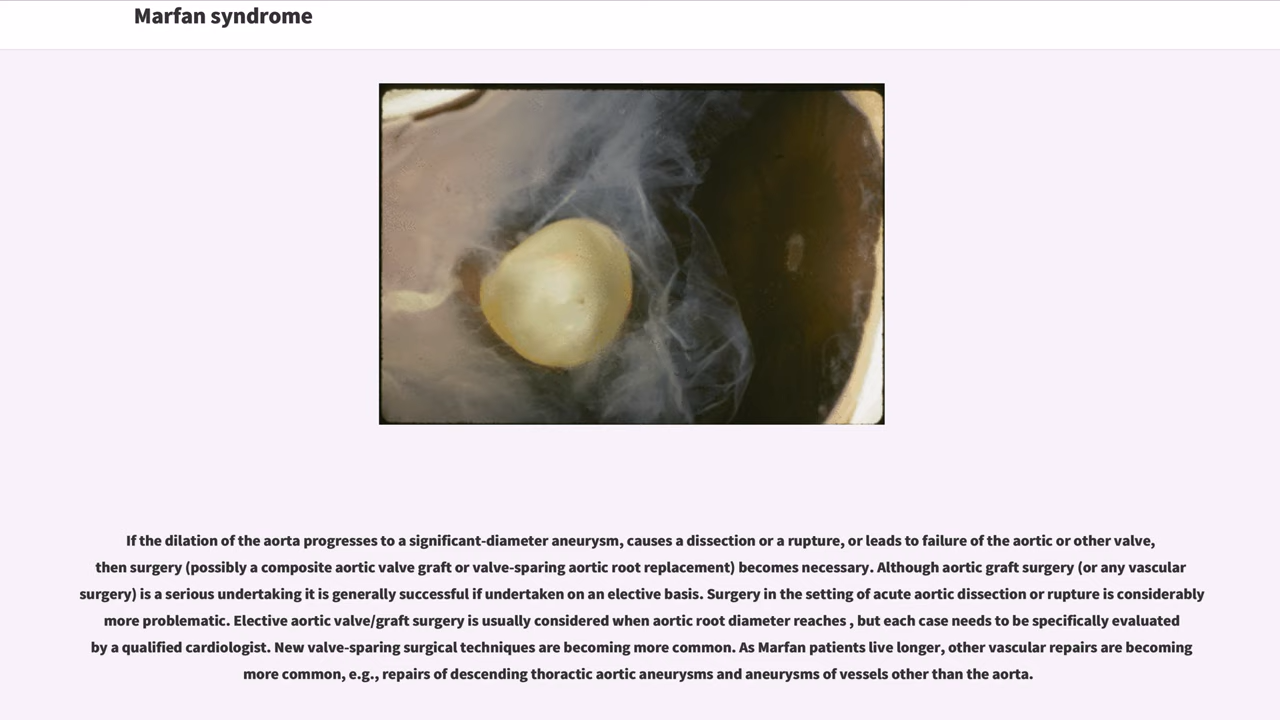 Marfan syndrome
If the dilation of the aorta progresses to a significant-diameter aneurysm, causes a dissection or a rupture, or leads to failure of the aortic or other valve,
then surgery (possibly a composite aortic valve graft or valve-sparing aortic root replacement) becomes necessary. Although aortic graft surgery (or any vascular
surgery) is a serious undertaking it is generally successful if undertaken on an elective basis. Surgery in the setting of acute aortic dissection or rupture is considerably
more problematic. Elective aortic valve/graft surgery is usually considered when aortic root diameter reaches , but each case needs to be specifically evaluated
by a qualified cardiologist. New valve-sparing surgical techniques are becoming more common. As Marfan patients live longer, other vascular repairs are becoming
more common, e.g., repairs of descending thoractic aortic aneurysms and aneurysms of vessels other than the aorta.